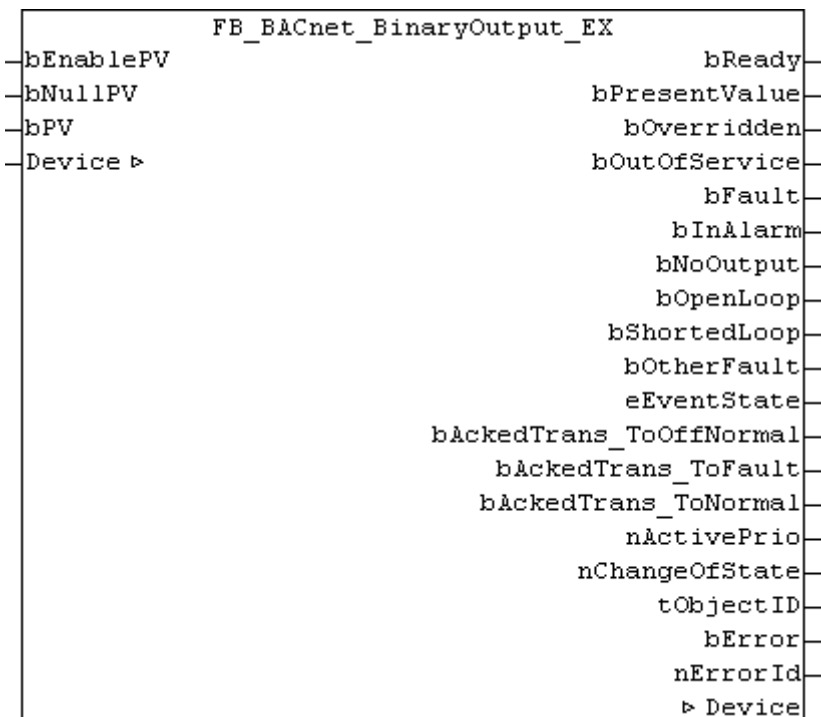 FB_BACnet_BinaryOutput_EX
bEnablePV bReady
bNullPV bPresentValue
bPV bOverridden
Device ▹ bOutOfService
bFault
bInAlarm
bNoOutput
bOpenLoop
bShortedLoop
bOtherFault
eEventState
bAckedTrans_ToOffNormal
bAckedTrans_ToFault
bAckedTrans_ToNormal
nActivePrio
nChangeOfState
tObjectID
bError
nErrorId
▹ Device